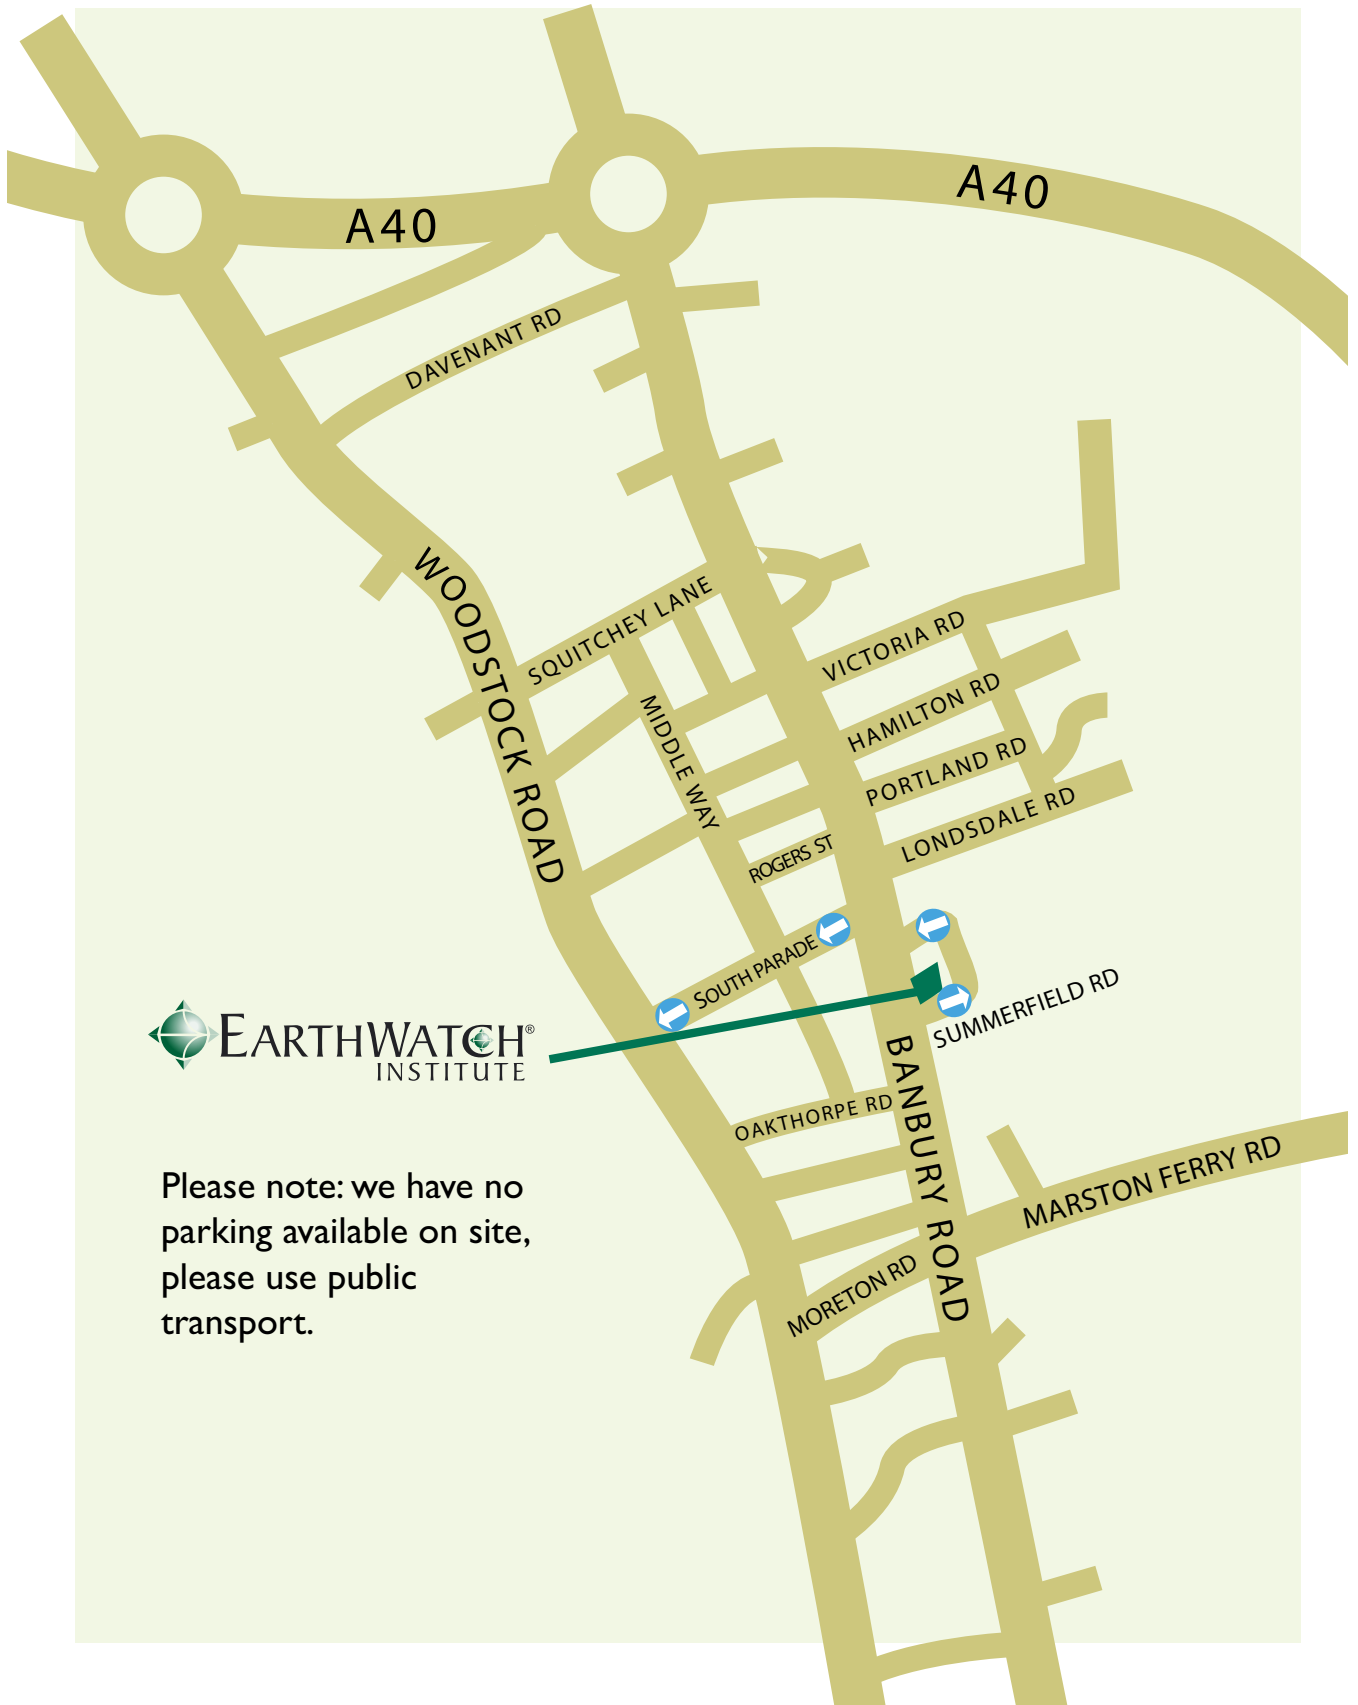 A40
A40
DAVENANT RD
WOODSTOCK ROAD
SQUITCHEY LANE
VICTORIA RD
MIDDLE WAY
HAMILTON RD
PORTLAND RD
LONDSDALE RD
ROGERS ST
SOUTH PARADE
SUMMERFIELD RD
EARTHWATCH®
INSTITUTE
BANBURY ROAD
OAKTHORPE RD
MARSTON FERRY RD
MORETON RD
Please note: we have no
parking available on site,
please use public
transport.